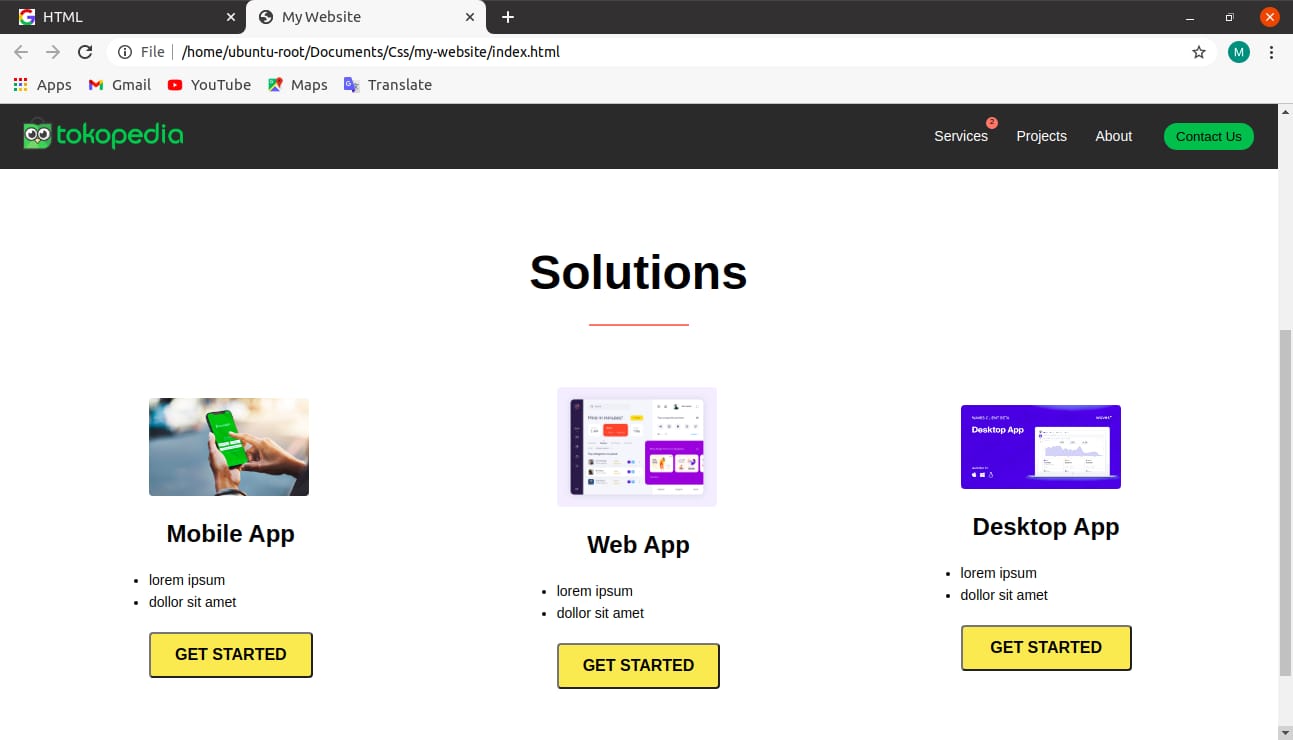 HTML
My Website
File
/home/ubuntu-root/Documents/Css/my-website/index.html
M
Apps
Gmail
YouTube
Maps
Translate
tokopedia
Services
2
Projects
About
Contact Us
Solutions
Desktop App
Mobile App
lorem ipsum
dollor sit amet
GET STARTED
Web App
lorem ipsum
dollor sit amet
GET STARTED
Desktop App
lorem ipsum
dollor sit amet
GET STARTED